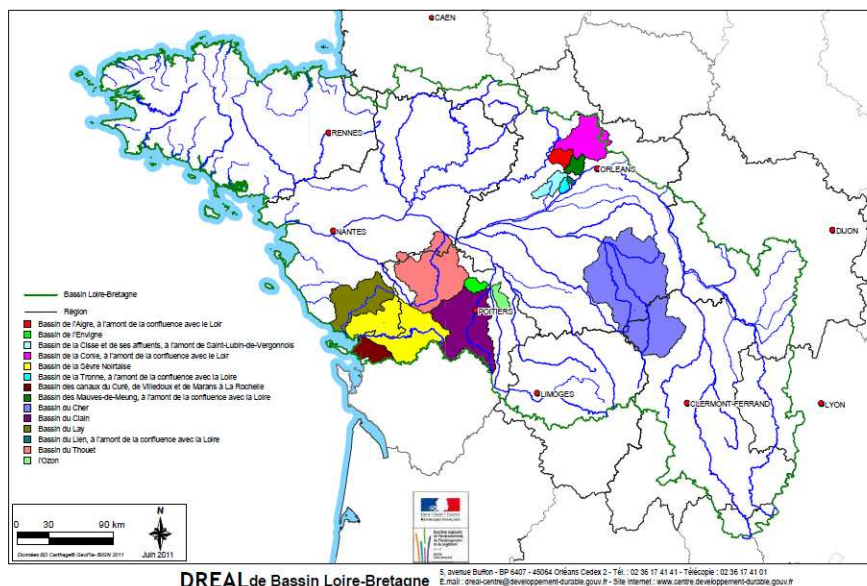 CAEN
RENNES
ORLEANS
NANTES
DIJON
POITIERS
LIMOGES
CLERMONT-FERRAND
LYON
Bassin Loire-Bretagne
Région
Bassin de l'Aigre, à l'amont de la confluence avec le Loir
Bassin de l'Envigne
Bassin de la Cisse et de ses affluents, à l'amont de Saint-Lubin-de-Vergonnois
Bassin de la Conie, à l'amont de la confluence avec le Loir
Bassin de la Sèvre Niortaise
Bassin de la Tronne, à l'amont de la confluence avec la Loire
Bassin des canaux du Curé, de Villedoux et de Marans à La Rochelle
Bassin des Mauves-de-Meung, à l'amont de la confluence avec la Loire
Bassin du Cher
Bassin du Clain
Bassin du Lay
Bassin du Lien, à l'amont de la confluence avec la Loire
Bassin du Thouet
l'Ozon
N
0 30 90 km
Données BD Carthage® GeoFla-®IGN 2011
Juin 2011
RÉPUBLIQUE FRANÇAISE
DREAL de Bassin Loire-Bretagne
5, avenue Buffon - BP 6407 - 45064 Orléans Cedex 2 - Tél. : 02 36 17 41 41 - Télécopie : 02 36 17 41 01
E.mail : dreal-centre@developpement-durable.gouv.fr - Site Internet : www.centre.developpement-durable.gouv.fr